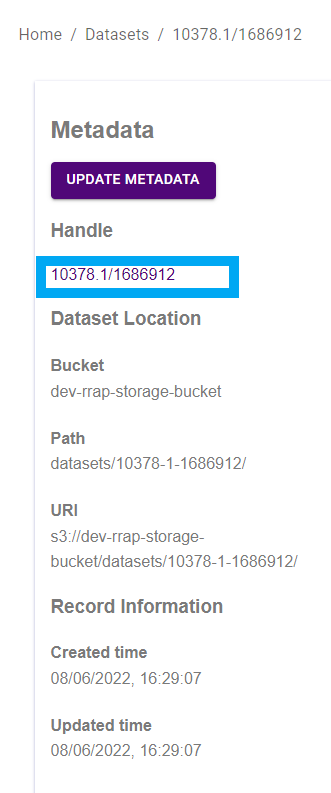 Home / Datasets / 10378.1/1686912
Metadata
UPDATE METADATA
Handle
10378.1/1686912
Dataset Location
Bucket
dev-rrap-storage-bucket
Path
datasets/10378-1-1686912/
URI
s3://dev-rrap-storage-
bucket/datasets/10378-1-1686912/
Record Information
Created time
08/06/2022, 16:29:07
Updated time
08/06/2022, 16:29:07